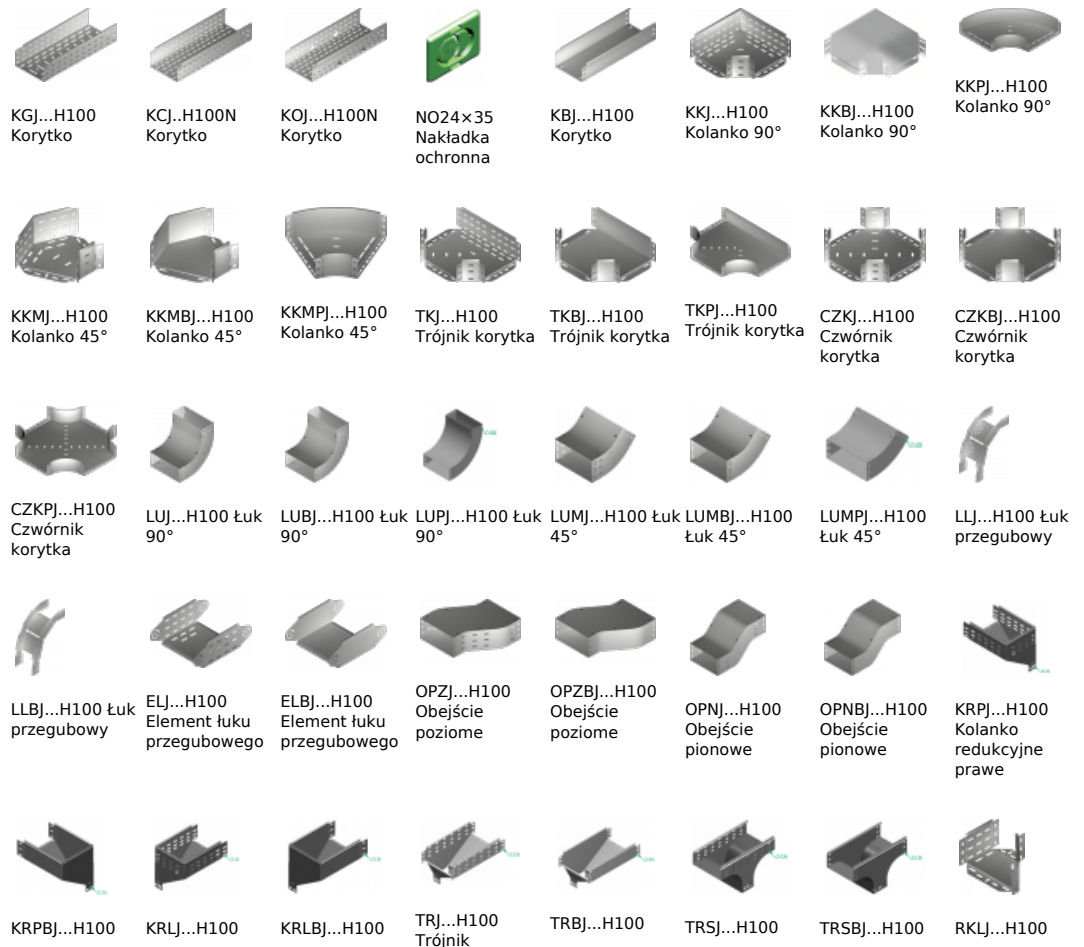 KGJ...H100
Korytko
KCJ...H100N
Korytko
KOJ...H100N
Korytko
NO24×35
Nakładka
ochronna
KBJ...H100
Korytko
KKJ...H100
Kolanko 90°
KKBJ...H100
Kolanko 90°
KKPJ...H100
Kolanko 90°
KKMJ...H100
Kolanko 45°
KKMBJ...H100
Kolanko 45°
KKMPJ...H100
Kolanko 45°
TKJ...H100
Trójnik korytka
TKBJ...H100
Trójnik korytka
TKPJ...H100
Trójnik korytka
CZKJ...H100
Czwórnik
korytka
CZKBJ...H100
Czwórnik
korytka
CZKPJ...H100
Czwórnik
korytka
LUJ...H100 Łuk
90°
LUBJ...H100 Łuk
90°
LUPJ...H100 Łuk
90°
LUMJ...H100 Łuk
45°
LUMBJ...H100
Łuk 45°
LUMPJ...H100
Łuk 45°
LLJ...H100 Łuk
przegubowy
LLBJ...H100 Łuk
przegubowy
ELJ...H100
Element łuku
przegubowego
ELBJ...H100
Element łuku
przegubowego
OPZJ...H100
Obejście
poziome
OPZBJ...H100
Obejście
poziome
OPNJ...H100
Obejście
pionowe
OPNBJ...H100
Obejście
pionowe
KRPJ...H100
Kolanko
redukcyjne
prawe
KRPBJ...H100
KRLJ...H100
KRLBJ...H100
TRJ...H100
Trójnik
TRBJ...H100
TRSJ...H100
TRSBJ...H100
RKLJ...H100